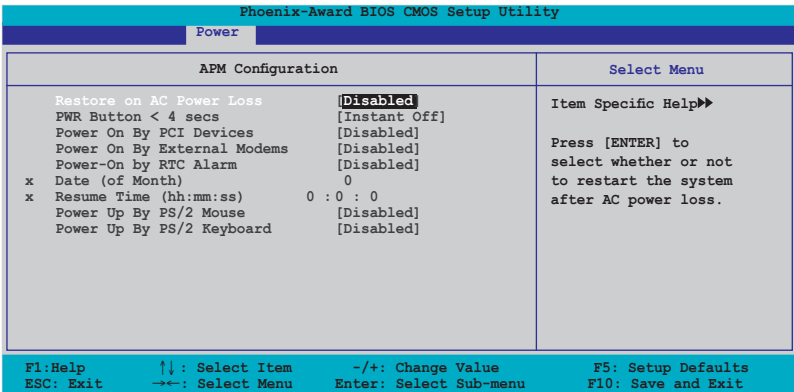 Phoenix-Award BIOS CMOS Setup Utility
Power
APM Configuration
Select Menu
Restore on AC Power Loss [Disabled]
PWR Button < 4 secs [Instant Off]
Power On By PCI Devices [Disabled]
Power On By External Modems [Disabled]
Power-On by RTC Alarm [Disabled]
x Date (of Month) 0
x Resume Time (hh:mm:ss) 0 : 0 : 0
Power Up By PS/2 Mouse [Disabled]
Power Up By PS/2 Keyboard [Disabled]
Item Specific Help▶▶
Press [ENTER] to
select whether or not
to restart the system
after AC power loss.
F1:Help ↑↓ : Select Item -/+: Change Value F5: Setup Defaults
ESC: Exit →←: Select Menu Enter: Select Sub-menu F10: Save and Exit